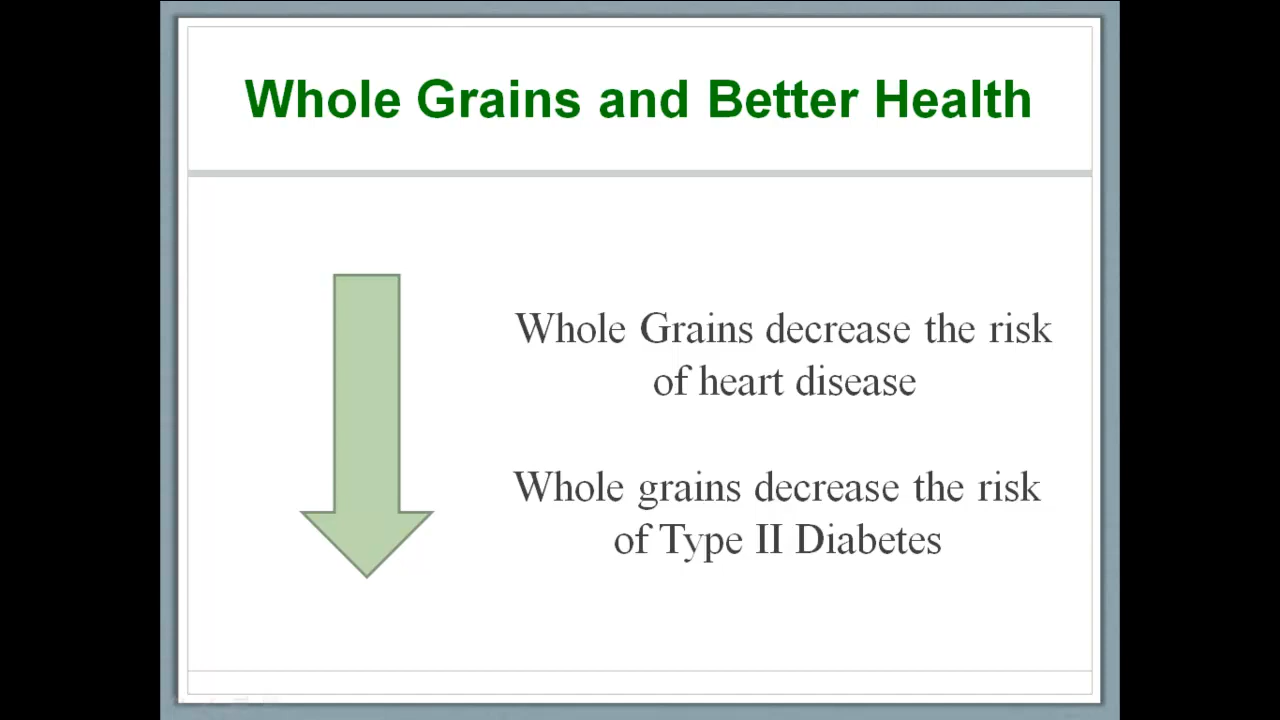 Whole Grains and Better Health
Whole Grains decrease the risk
of heart disease
Whole grains decrease the risk
of Type II Diabetes